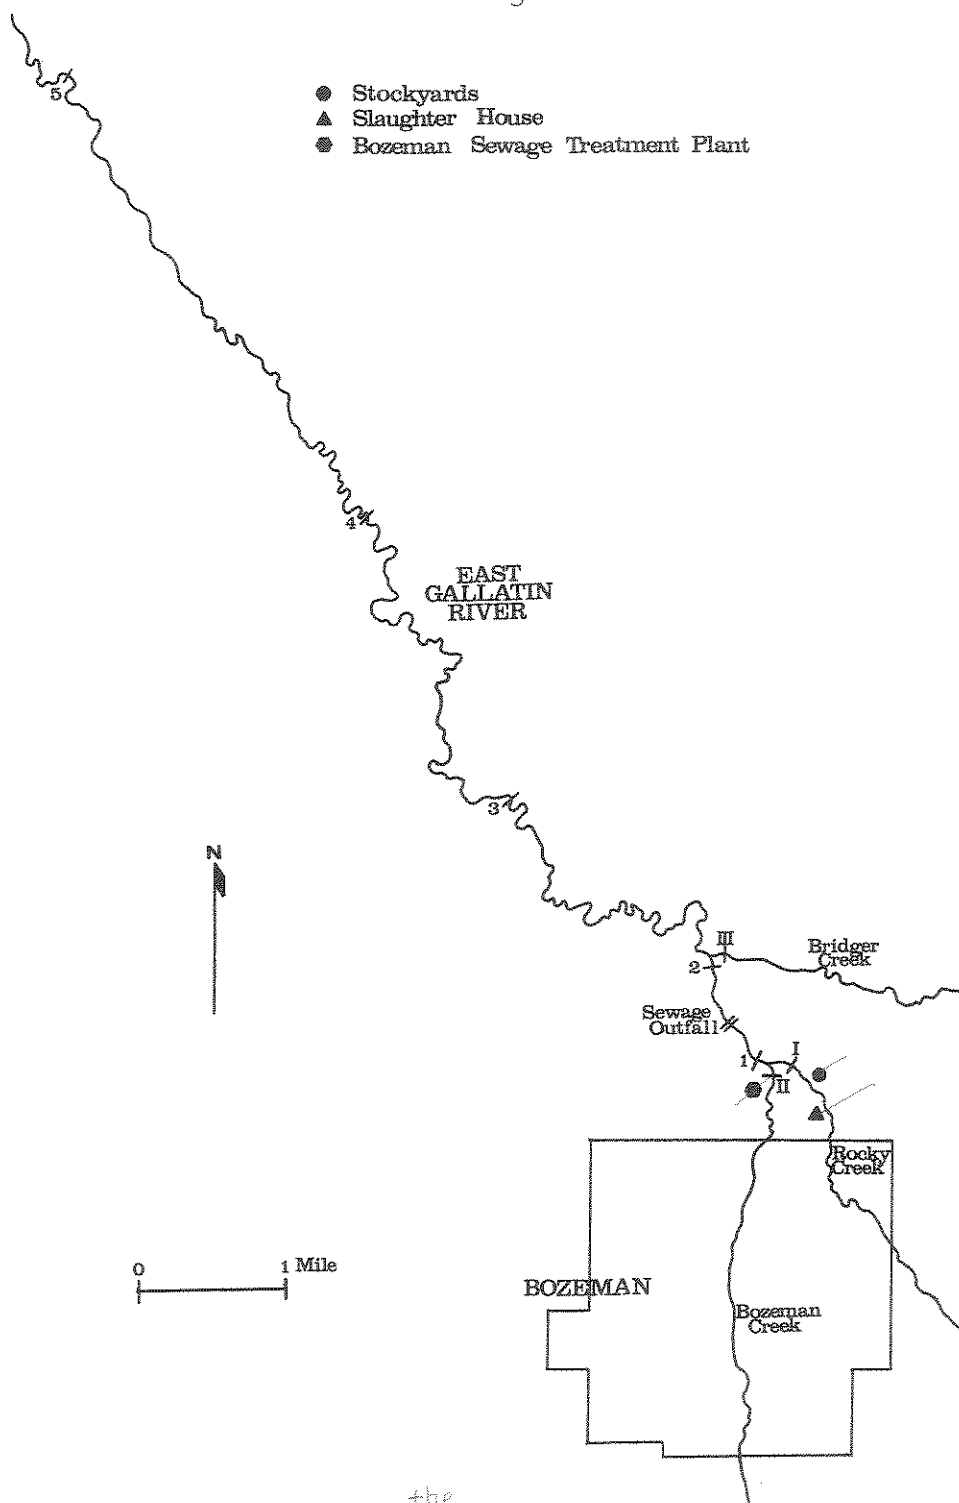 Stockyards
Slaughter House
Bozeman Sewage Treatment Plant
5
4
EAST
GALLATIN
RIVER
3
N
III
Bridger
Creek
2
Sewage
Outfall
I
1
II
Rocky
Creek
0
1 Mile
BOZEMAN
Bozeman
Creek
the